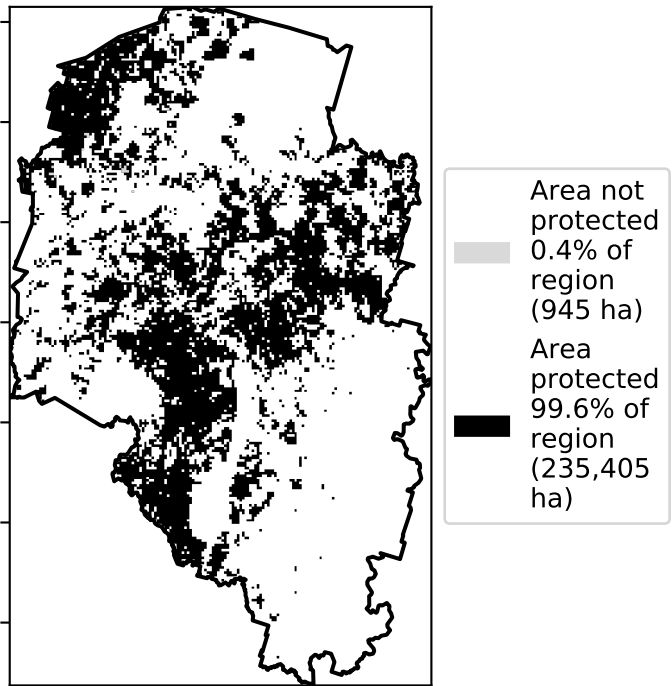 Area not
protected
0.4% of
region
(945 ha)
Area
protected
99.6% of
region
(235,405
ha)